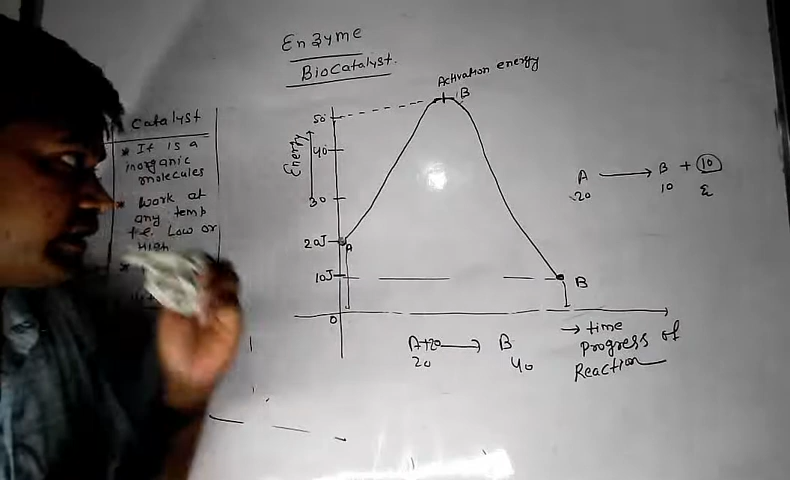 Enzyme
BioCatalyst.
Catalyst
* It is a
inorganic
molecules
* Work at
any temp
i.e. Low or
High
*
Activation energy
B
Energy
50
40
30
20J
A
10J
0
B
→ time
Progress of
Reaction
A+20 → B
20 40
A → B + 10
20 10 ε